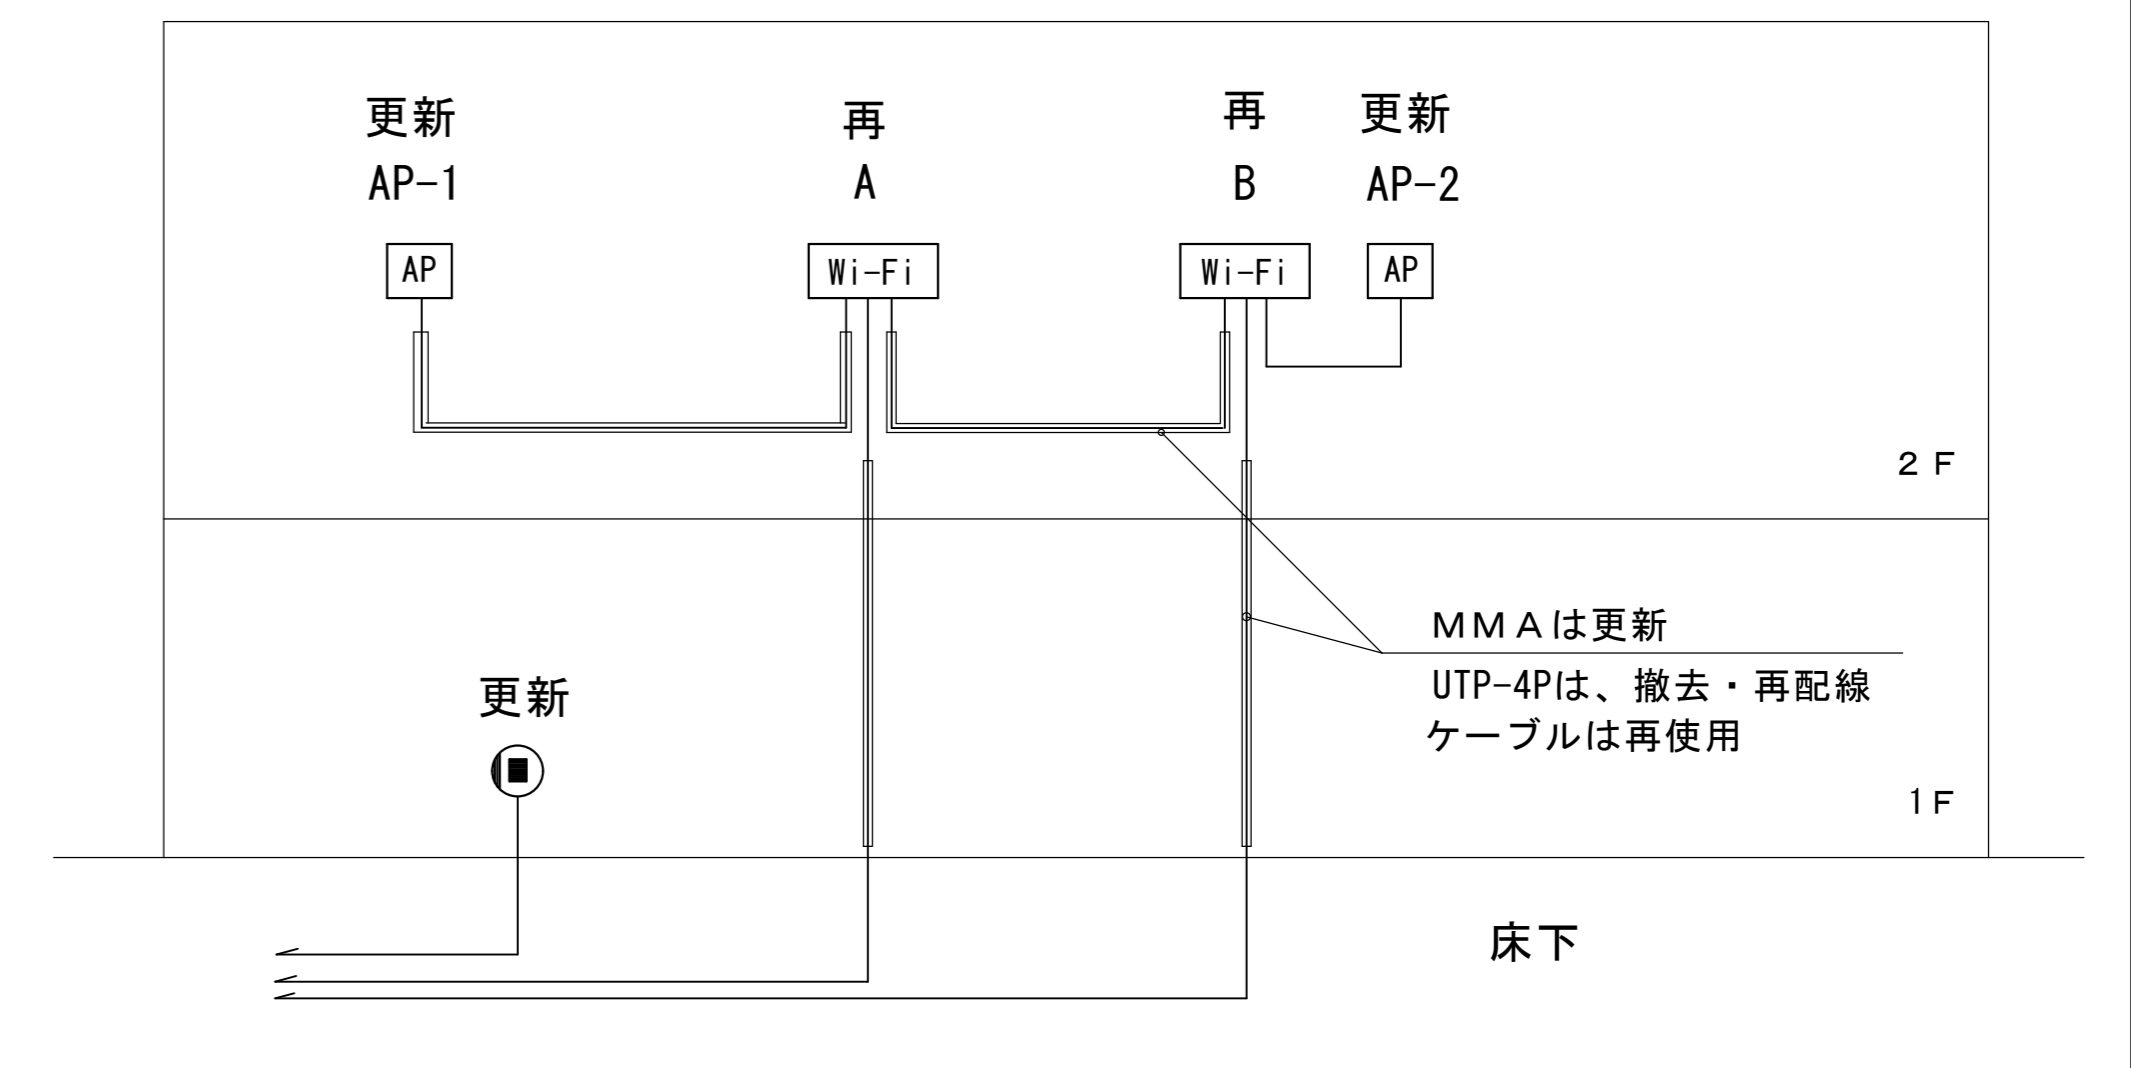 更新
再
再
更新
AP-1
A
B
AP-2
AP
Wi-Fi
Wi-Fi
AP
２Ｆ
ＭＭＡは更新
UTP-4Pは、撤去・再配線
ケーブルは再使用
更新
1Ｆ
床下